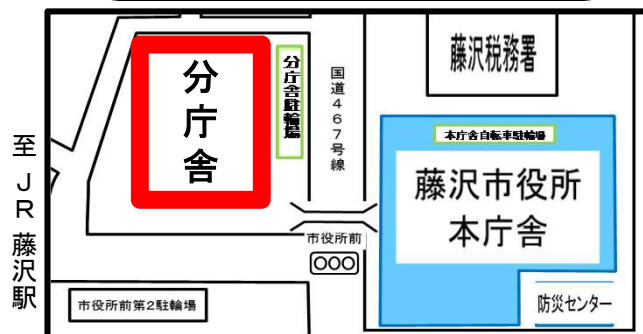 分庁舎
分庁舎駐輪場
国道467号線
藤沢税務署
本庁舎自転車駐輪場
藤沢市役所
本庁舎
至 JR 藤沢駅
市役所前
市役所前第2駐輪場
防災センター